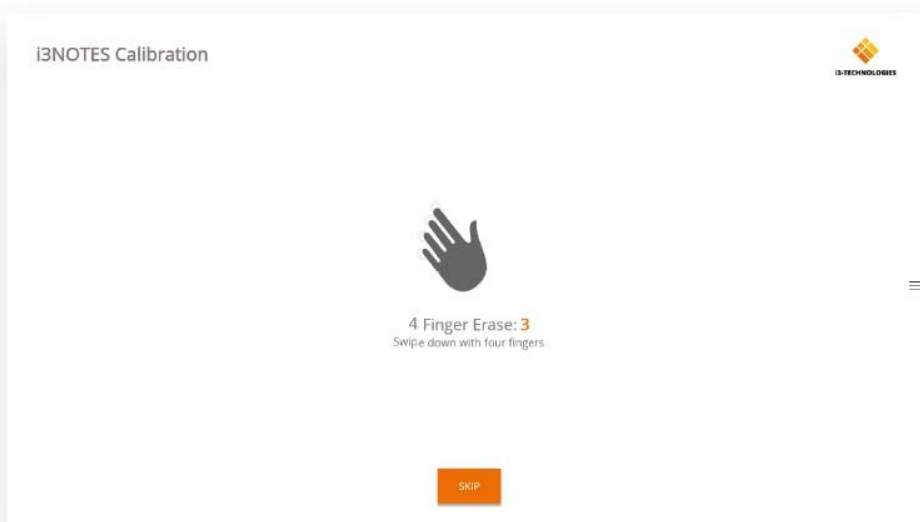 i3NOTES Calibration
i3-TECHNOLOGIES
4 Finger Erase: 3
Swipe down with four fingers
SKIP